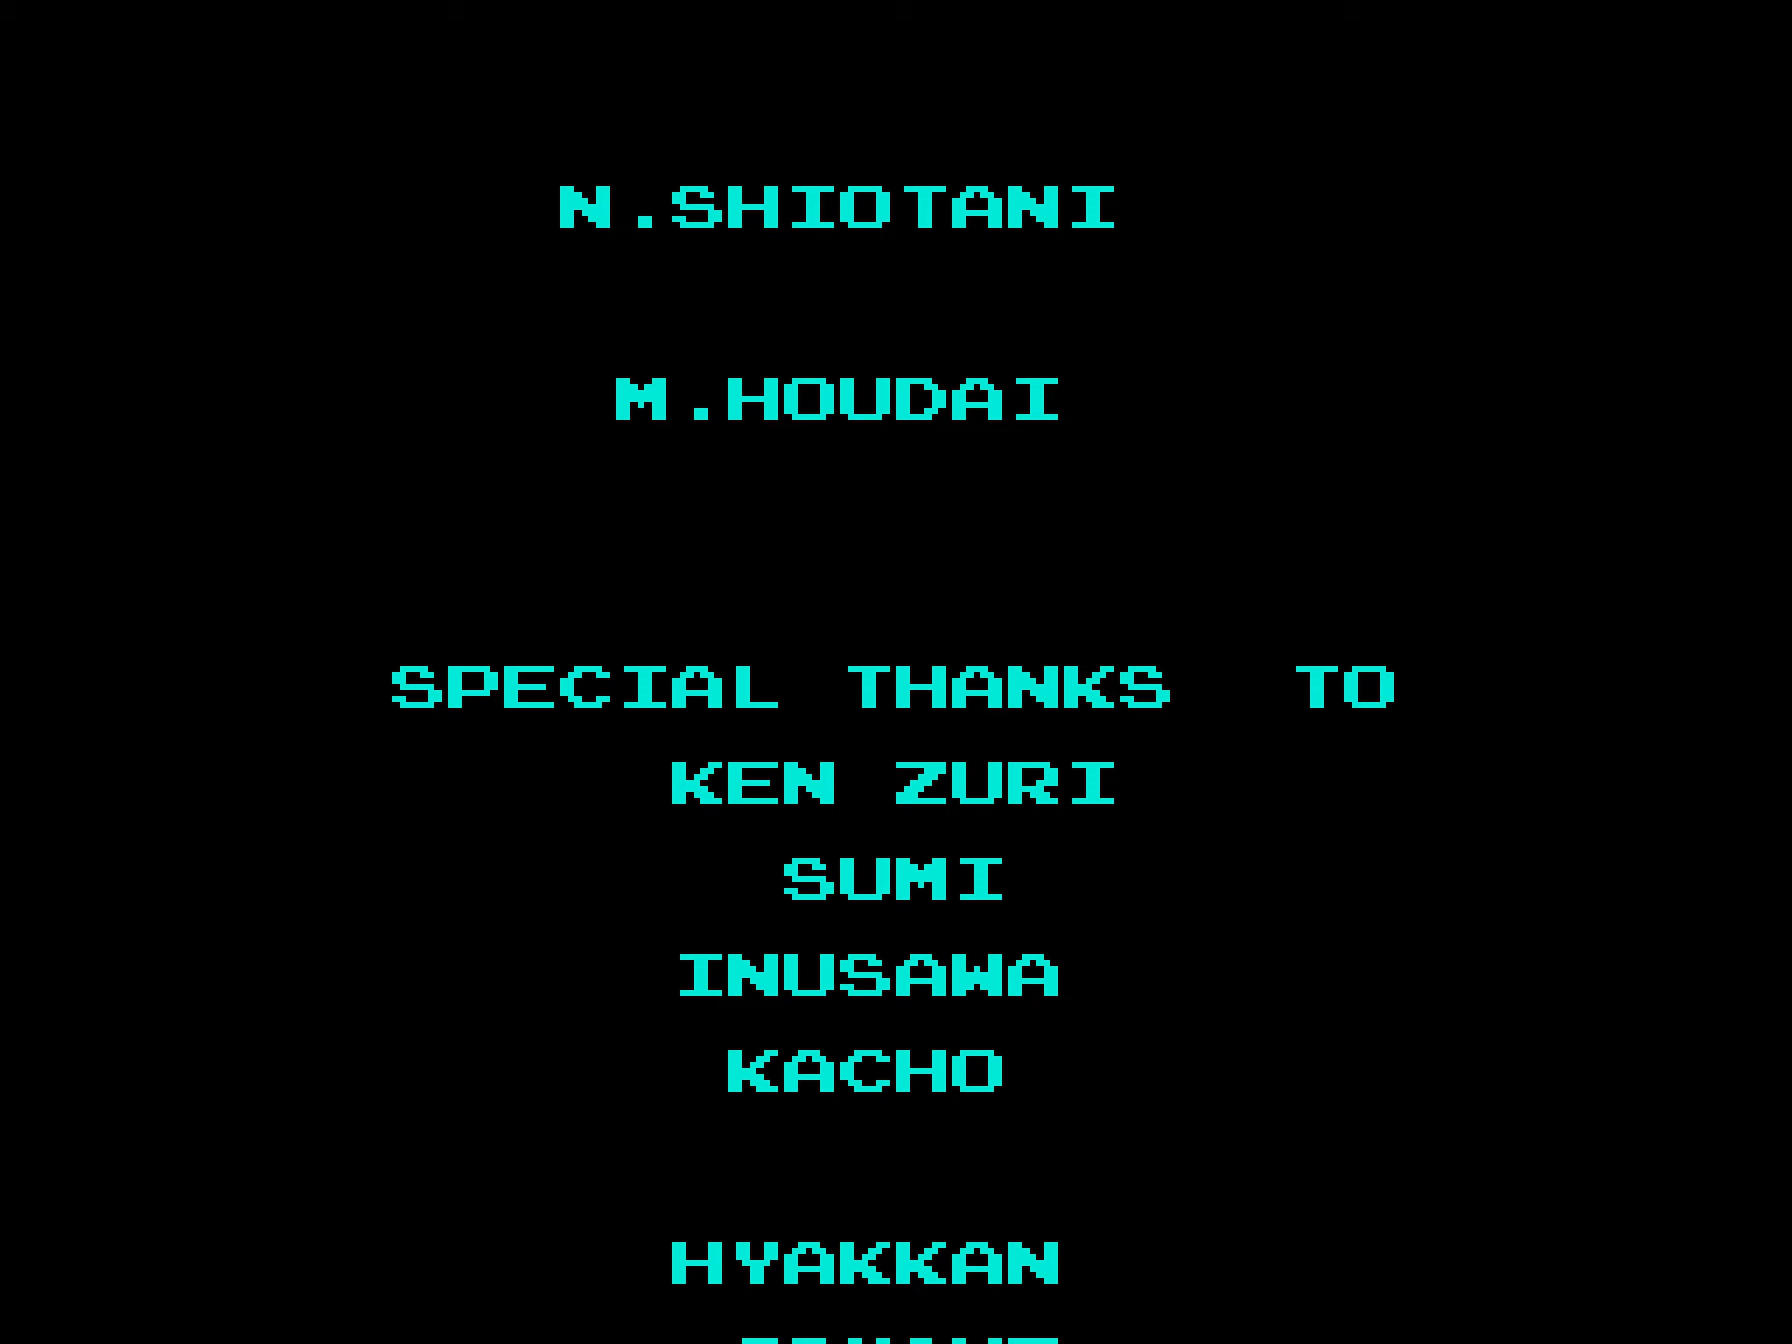 N.SHIOTANI
M.HOUDAI
SPECIAL THANKS  TO
KEN ZURI
SUMI
INUSAWA
KACHO
HYAKKAN